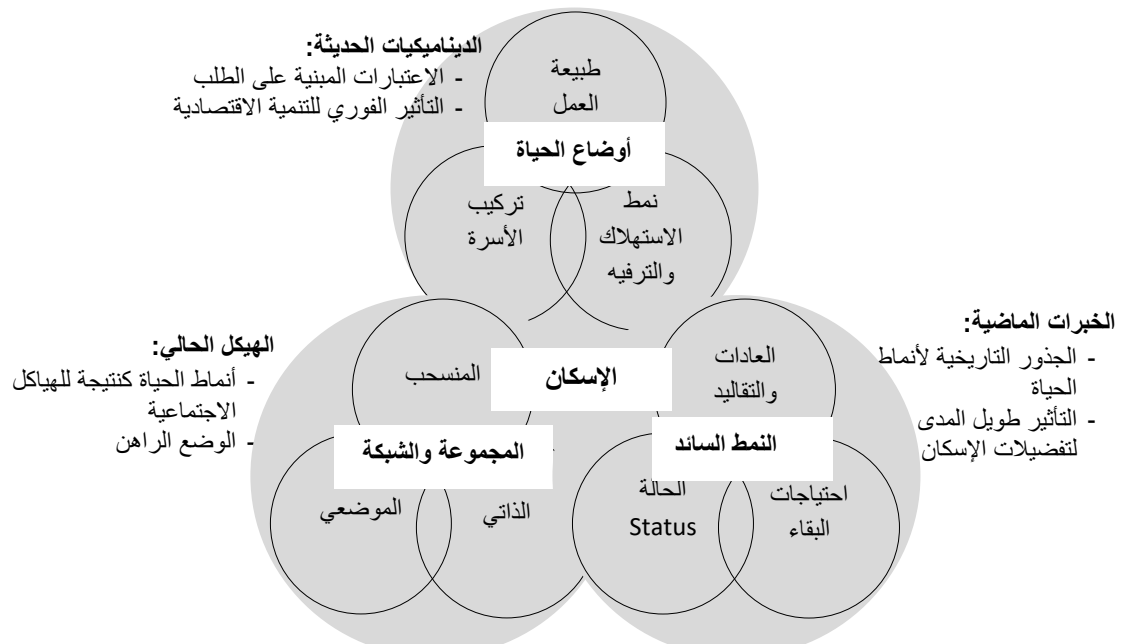 الديناميكيات الحديثة:
- الاعتبارات المبنية على الطلب
- التأثير الفوري للتنمية الاقتصادية
طبيعة
العمل
أوضاع الحياة
تركيب
الأسرة
نمط
الاستهلاك
والترفيه
الخبرات الماضية:
- الجذور التاريخية لأنماط
الحياة
- التأثير طويل المدى
لتفضيلات الإسكان
العادات
والتقاليد
النمط السائد
الحالة
Status
احتياجات
البقاء
الإسكان
الهيكل الحالي:
- أنماط الحياة كنتيجة للهياكل
الاجتماعية
- الوضع الراهن
المنسحب
المجموعة والشبكة
الذاتي
الموضعي